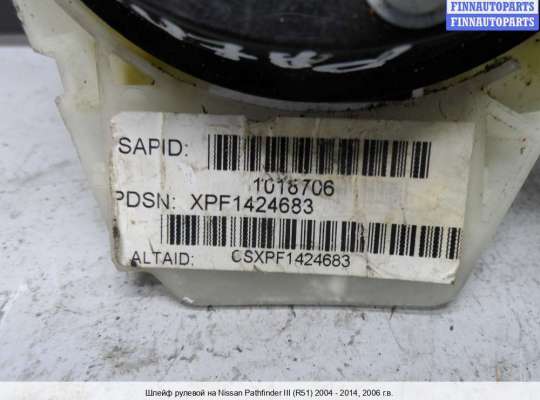 FINNAUTOPARTS
FINNAUTOPARTS
SAPID:
1018706
PDSN: XPF1424683
ALTAID: CSXPF1424683
Шлейф рулевой на Nissan Pathfinder III (R51) 2004 - 2014, 2006 г.в.